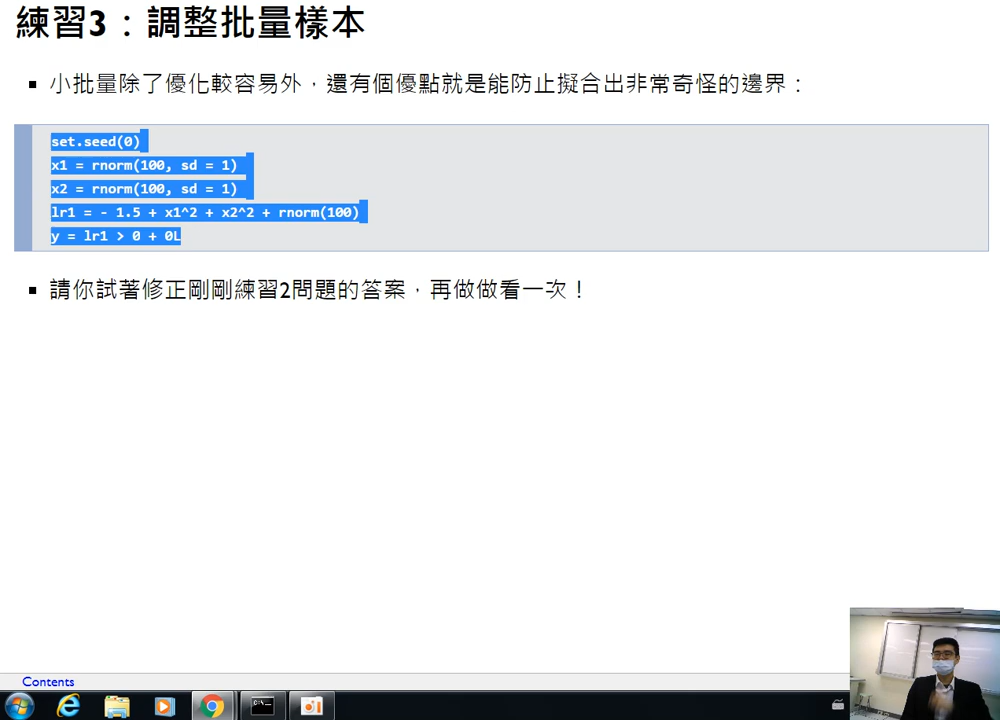 練習3：調整批量樣本
▪ 小批量除了優化較容易外，還有個優點就是能防止擬合出非常奇怪的邊界：
set.seed(0)
x1 = rnorm(100, sd = 1)
x2 = rnorm(100, sd = 1)
lr1 = - 1.5 + x1^2 + x2^2 + rnorm(100)
y = lr1 > 0 + 0L
▪ 請你試著修正剛剛練習2問題的答案，再做做看一次！
Contents